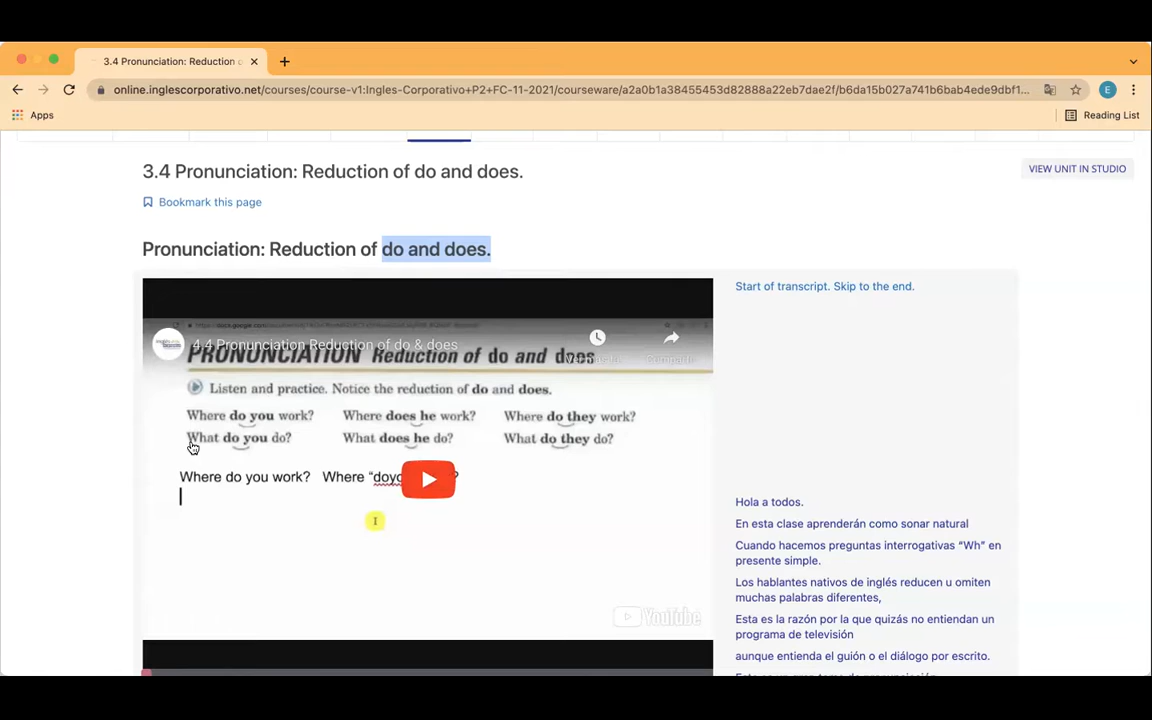 3.4 Pronunciation: Reduction o
online.inglescorporativo.net/courses/course-v1:Ingles-Corporativo+P2+FC-11-2021/courseware/a2a0b1a38455453d82888a22eb7dae2f/b6da15b027a741b6bab4ede9dbf1...
Apps
Reading List
3.4 Pronunciation: Reduction of do and does.
VIEW UNIT IN STUDIO
Bookmark this page
Pronunciation: Reduction of do and does.
Start of transcript. Skip to the end.
4.4 Pronunciation Reduction of do & does
PRONUNCIATION Reduction of do and does
Listen and practice. Notice the reduction of do and does.
Where do you work? Where does he work? Where do they work?
What do you do? What does he do? What do they do?
Where do you work? Where "doyo ?
YouTube
Hola a todos.
En esta clase aprenderán como sonar natural
Cuando hacemos preguntas interrogativas “Wh” en
presente simple.
Los hablantes nativos de inglés reducen u omiten
muchas palabras diferentes,
Esta es la razón por la que quizás no entiendan un
programa de televisión
aunque entienda el guión o el diálogo por escrito.